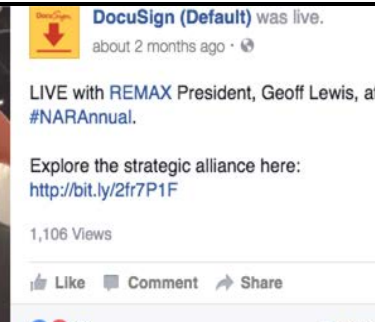 DocuSign
DocuSign (Default) was live.
about 2 months ago ·
LIVE with REMAX President, Geoff Lewis,
#NARAnnual.
Explore the strategic alliance here:
http://bit.ly/2fr7P1F
1,106 Views
Like Comment Share